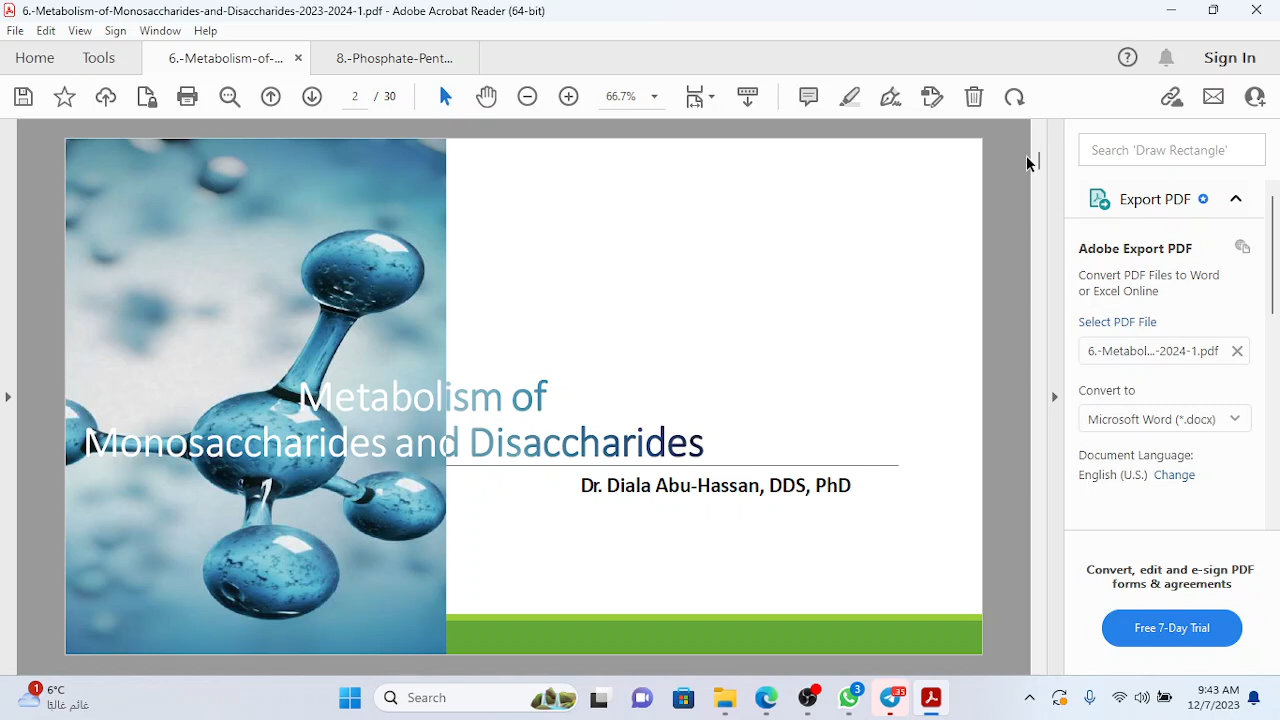 6.-Metabolism-of-Monosaccharides-and-Disaccharides-2023-2024-1.pdf - Adobe Acrobat Reader (64-bit)
File Edit View Sign Window Help
Home Tools 6.-Metabolism-of-... × 8.-Phosphate-Pent... Sign In
2 / 30 66.7%
Search 'Draw Rectangle'
Export PDF
Adobe Export PDF
Convert PDF Files to Word
or Excel Online
Select PDF File
6.-Metabol...-2024-1.pdf
Convert to
Microsoft Word (*.docx)
Document Language:
English (U.S.) Change
Convert, edit and e-sign PDF
forms & agreements
Free 7-Day Trial
Metabolism of
Monosaccharides and Disaccharides
1
Dr. Diala Abu-Hassan, DDS, PhD
1
6°C
غائم غالبًا
Search
3
35
9:43 AM
12/7/2023